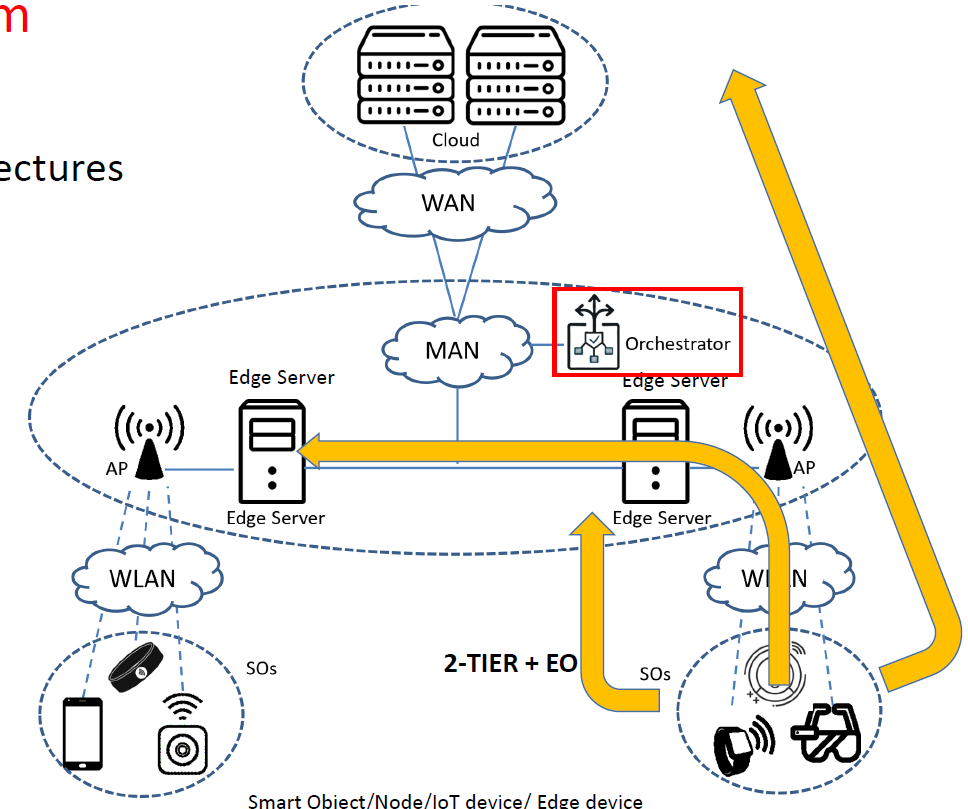 m
ectures
Cloud
WAN
MAN
Orchestrator
Edge Server
Edge Server
AP
AP
Edge Server
Edge Server
WLAN
WLAN
2-TIER + EO
SOs
SOs
Smart Object/Node/IoT device/ Edge device